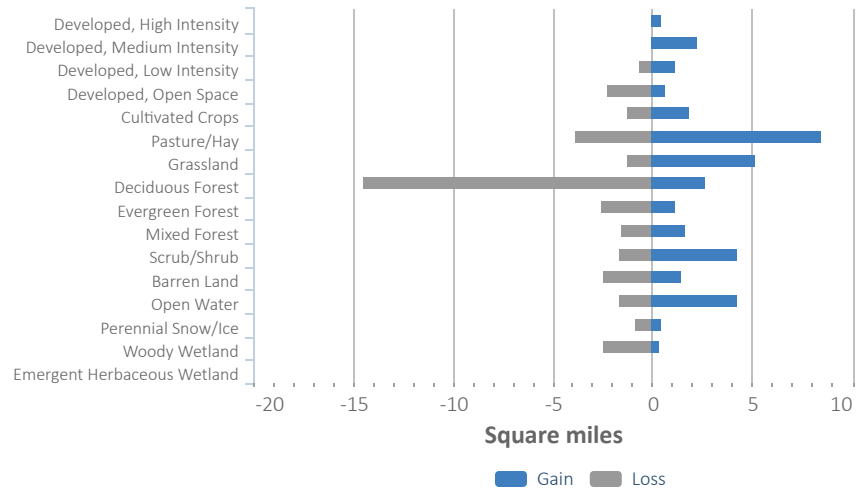 Developed, High Intensity
Developed, Medium Intensity
Developed, Low Intensity
Developed, Open Space
Cultivated Crops
Pasture/Hay
Grassland
Deciduous Forest
Evergreen Forest
Mixed Forest
Scrub/Shrub
Barren Land
Open Water
Perennial Snow/Ice
Woody Wetland
Emergent Herbaceous Wetland
-20 -15 -10 -5 0 5 10
Square miles
Gain Loss